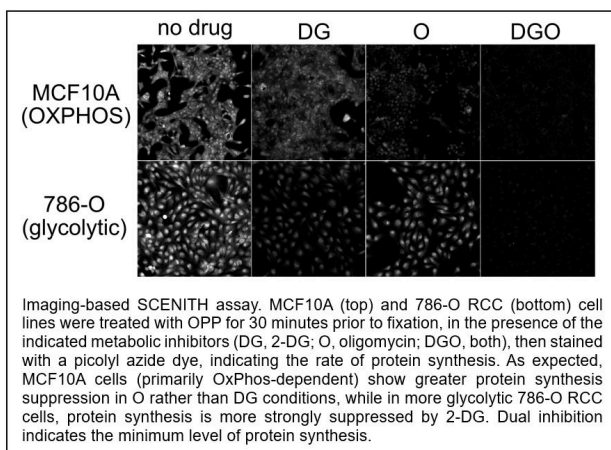 no drug DG O DGO
MCF10A
(OXPHOS)
786-O
(glycolytic)
Imaging-based SCENITH assay. MCF10A (top) and 786-O RCC (bottom) cell
lines were treated with OPP for 30 minutes prior to fixation, in the presence of the
indicated metabolic inhibitors (DG, 2-DG; O, oligomycin; DGO, both), then stained
with a picolyl azide dye, indicating the rate of protein synthesis. As expected,
MCF10A cells (primarily OxPhos-dependent) show greater protein synthesis
suppression in O rather than DG conditions, while in more glycolytic 786-O RCC
cells, protein synthesis is more strongly suppressed by 2-DG. Dual inhibition
indicates the minimum level of protein synthesis.